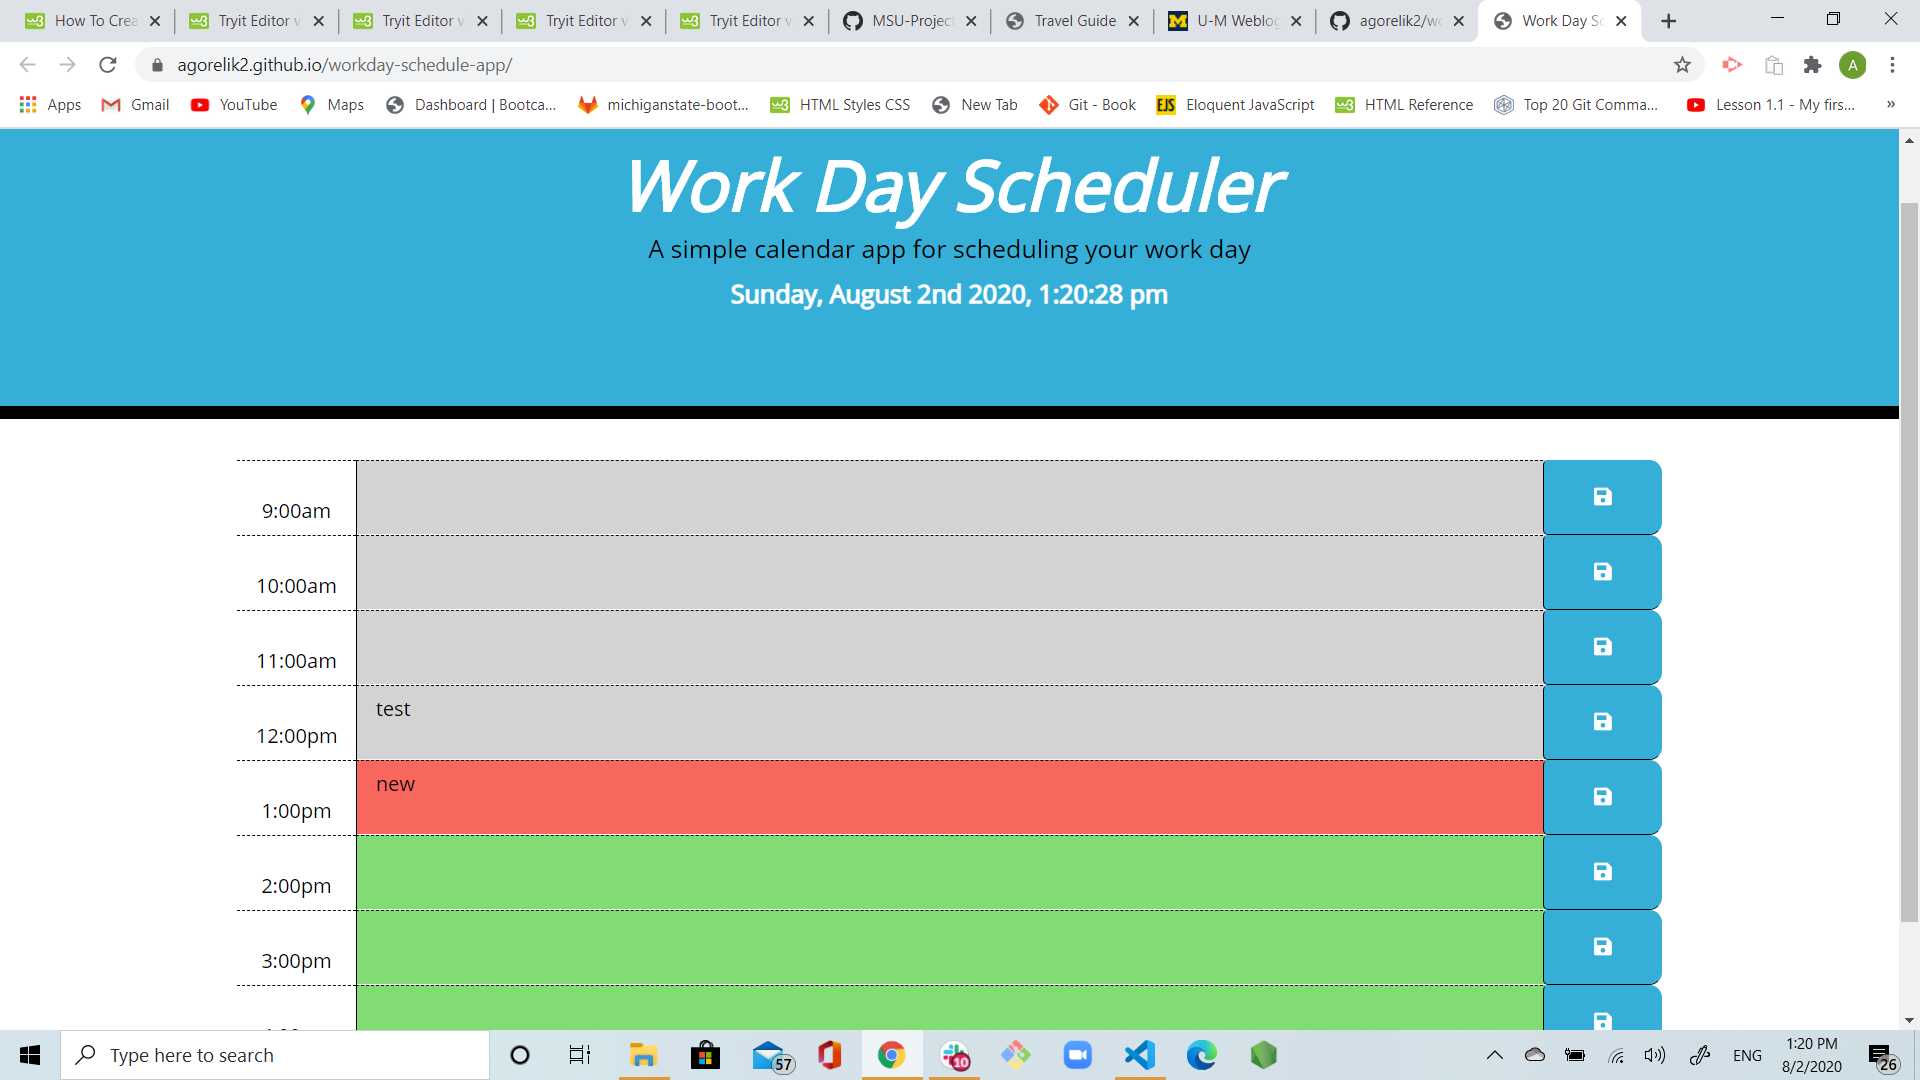 How To Crea
Tryit Editor v
Tryit Editor v
Tryit Editor v
Tryit Editor v
MSU-Project
Travel Guide
U-M Weblog
agorelik2/wo
Work Day Sc
agorelik2.github.io/workday-schedule-app/
A
Apps
Gmail
YouTube
Maps
Dashboard | Bootca...
michiganstate-boot...
HTML Styles CSS
New Tab
Git - Book
EJS Eloquent JavaScript
HTML Reference
Top 20 Git Comma...
Lesson 1.1 - My firs...
»
Work Day Scheduler
A simple calendar app for scheduling your work day
Sunday, August 2nd 2020, 1:20:28 pm
9:00am
10:00am
11:00am
12:00pm test
1:00pm new
2:00pm
3:00pm
Type here to search
57
10
ENG
1:20 PM
8/2/2020
26